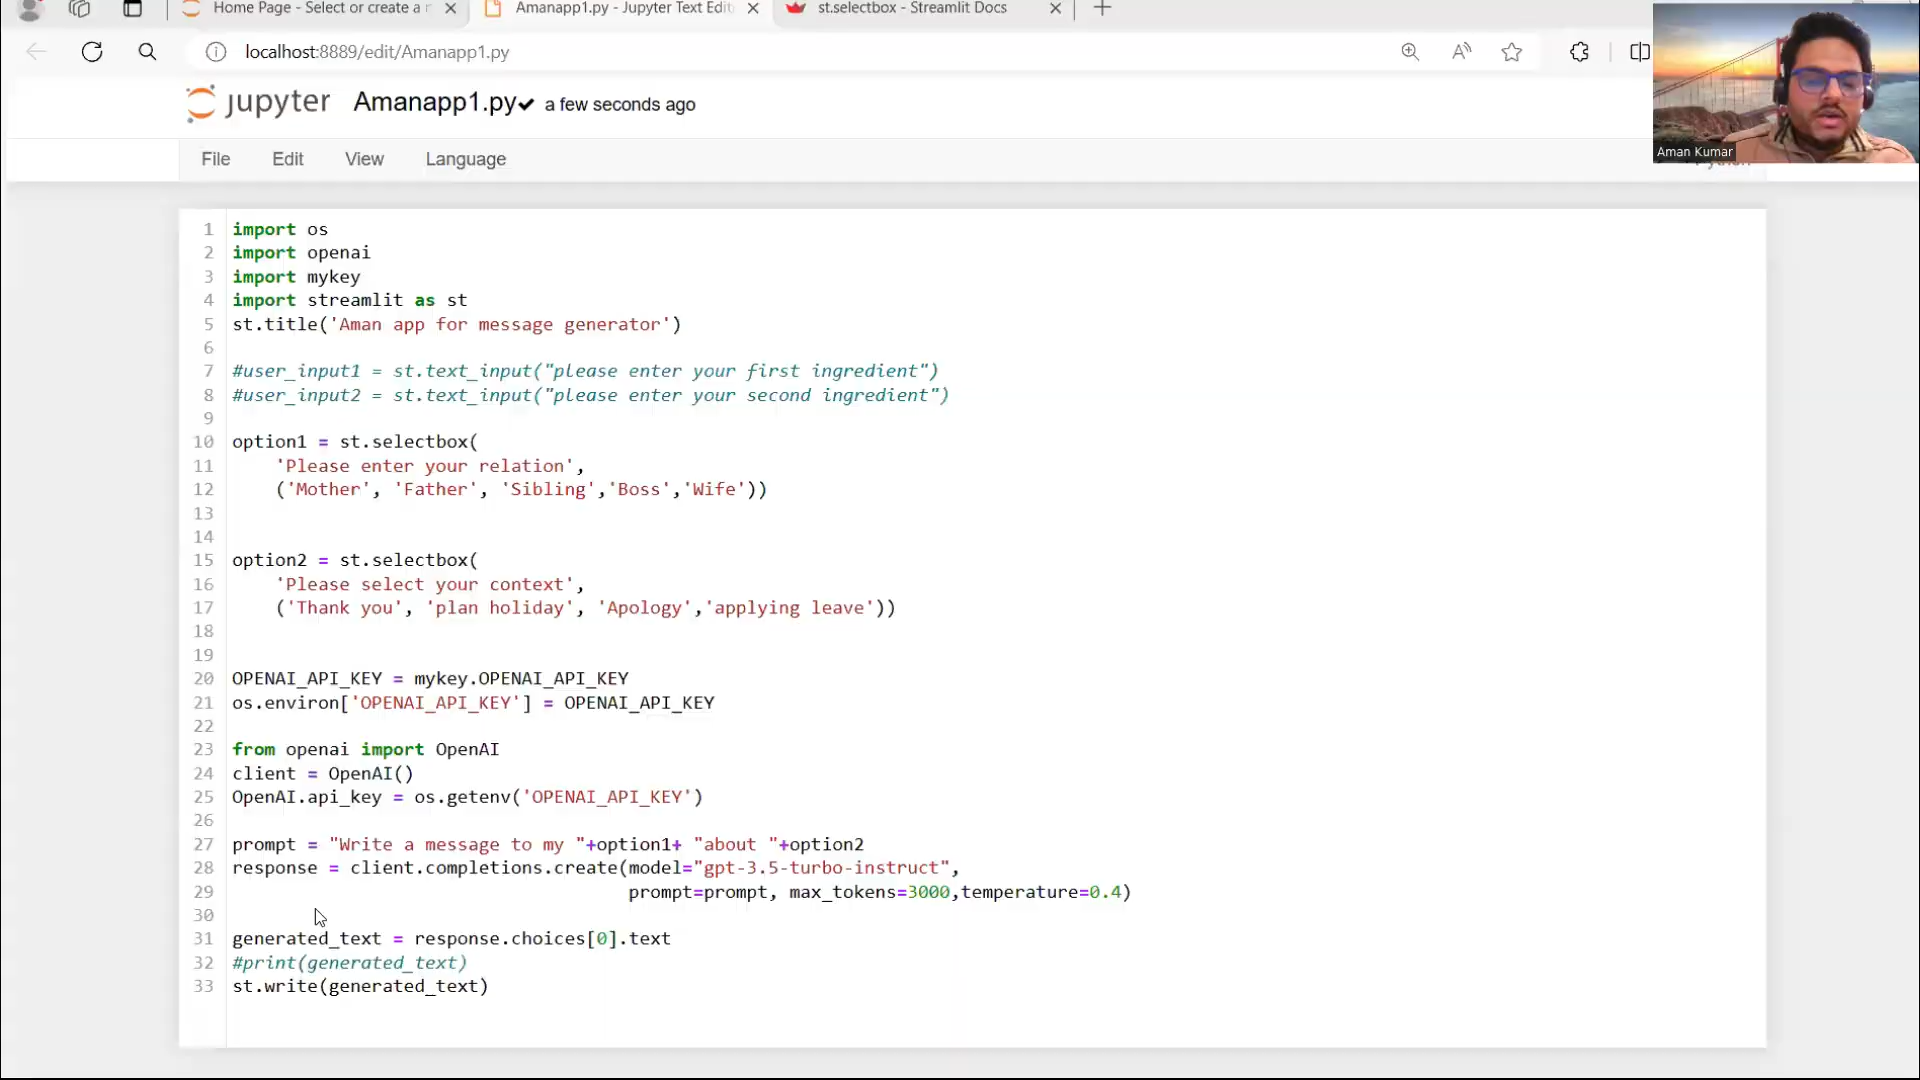 Home Page - Select or create a n
Amanapp1.py - Jupyter Text Edit
st.selectbox - Streamlit Docs
localhost:8889/edit/Amanapp1.py
jupyter Amanapp1.py✔ a few seconds ago
Aman Kumar
File Edit View Language
1 import os
2 import openai
3 import mykey
4 import streamlit as st
5 st.title('Aman app for message generator')
6
7 #user_input1 = st.text_input("please enter your first ingredient")
8 #user_input2 = st.text_input("please enter your second ingredient")
9
10 option1 = st.selectbox(
11     'Please enter your relation',
12     ('Mother', 'Father', 'Sibling','Boss','Wife'))
13
14
15 option2 = st.selectbox(
16     'Please select your context',
17     ('Thank you', 'plan holiday', 'Apology','applying leave'))
18
19
20 OPENAI_API_KEY = mykey.OPENAI_API_KEY
21 os.environ['OPENAI_API_KEY'] = OPENAI_API_KEY
22
23 from openai import OpenAI
24 client = OpenAI()
25 OpenAI.api_key = os.getenv('OPENAI_API_KEY')
26
27 prompt = "Write a message to my "+option1+ "about "+option2
28 response = client.completions.create(model="gpt-3.5-turbo-instruct",
29                                      prompt=prompt, max_tokens=3000,temperature=0.4)
30
31 generated_text = response.choices[0].text
32 #print(generated_text)
33 st.write(generated_text)